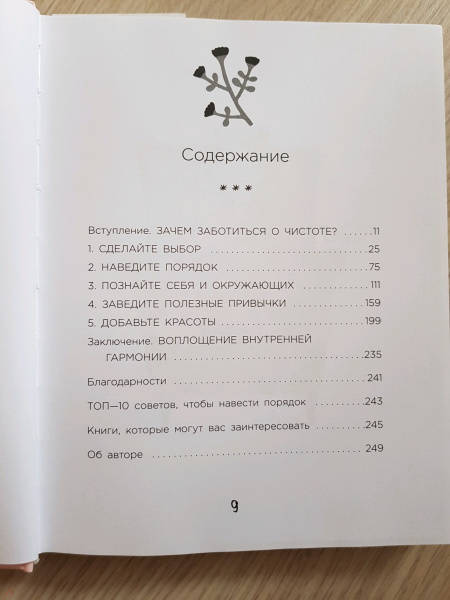 Содержание
Вступление. ЗАЧЕМ ЗАБОТИТЬСЯ О ЧИСТОТЕ? ......11
1. СДЕЛАЙТЕ ВЫБОР ........................ 25
2. НАВЕДИТЕ ПОРЯДОК ..................... 75
3. ПОЗНАЙТЕ СЕБЯ И ОКРУЖАЮЩИХ ............ 111
4. ЗАВЕДИТЕ ПОЛЕЗНЫЕ ПРИВЫЧКИ ............ 159
5. ДОБАВЬТЕ КРАСОТЫ ...................... 199
Заключение. ВОПЛОЩЕНИЕ ВНУТРЕННЕЙ
ГАРМОНИИ ........................... 235
Благодарности ........................... 241
ТОП—10 советов, чтобы навести порядок ........ 243
Книги, которые могут вас заинтересовать ........ 245
Об авторе ............................... 249
9